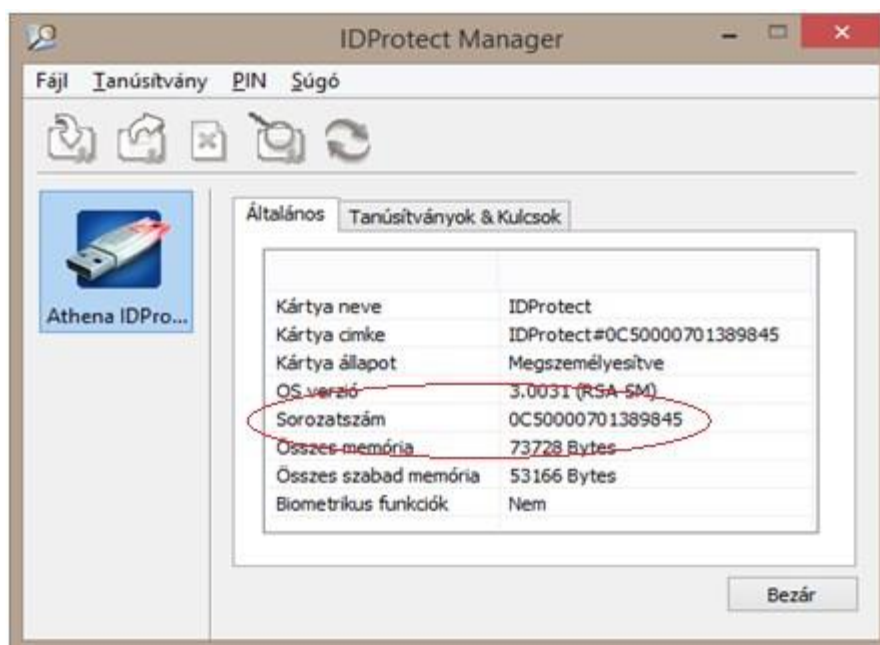 IDProtect Manager
Fájl Tanúsítvány PIN Súgó
Athena IDPro...
Általános Tanúsítványok & Kulcsok
Kártya neve IDProtect
Kártya cimke IDProtect#0C50000701389845
Kártya állapot Megszemélyesítve
OS verzió 3.0031 (RSA SM)
Sorozatszám 0C50000701389845
Összes memória 73728 Bytes
Összes szabad memória 53166 Bytes
Biometrikus funkciók Nem
Bezár